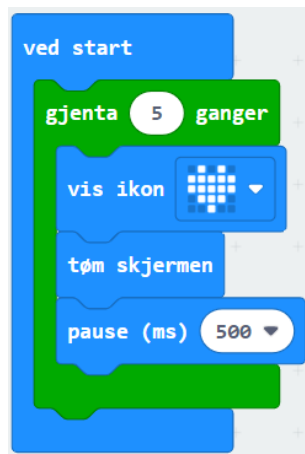 ved start
gjenta 5 ganger
vis ikon
tøm skjermen
pause (ms) 500